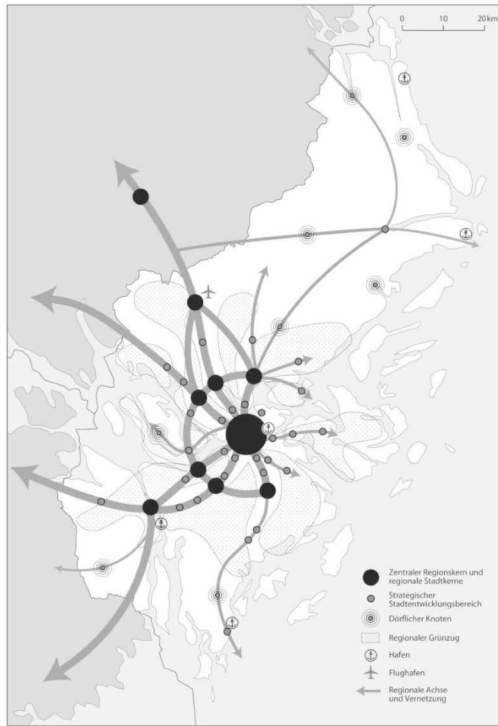 0 10 20 km
Zentraler Regionskern und
regionale Stadtkerne
Strategischer
Stadtentwicklungsbereich
Dörflicher Knoten
Regionaler Grünzug
Hafen
Flughafen
Regionale Achse
und Vernetzung